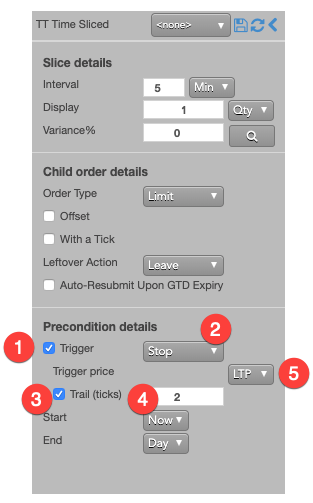 TT Time Sliced <none>
Slice details
Interval 5 Min
Display 1 Qty
Variance% 0
Child order details
Order Type Limit
Offset
With a Tick
Leftover Action Leave
Auto-Resubmit Upon GTD Expiry
Precondition details
1 Trigger Stop 2
Trigger price LTP 5
3 Trail (ticks) 4 2
Start Now
End Day